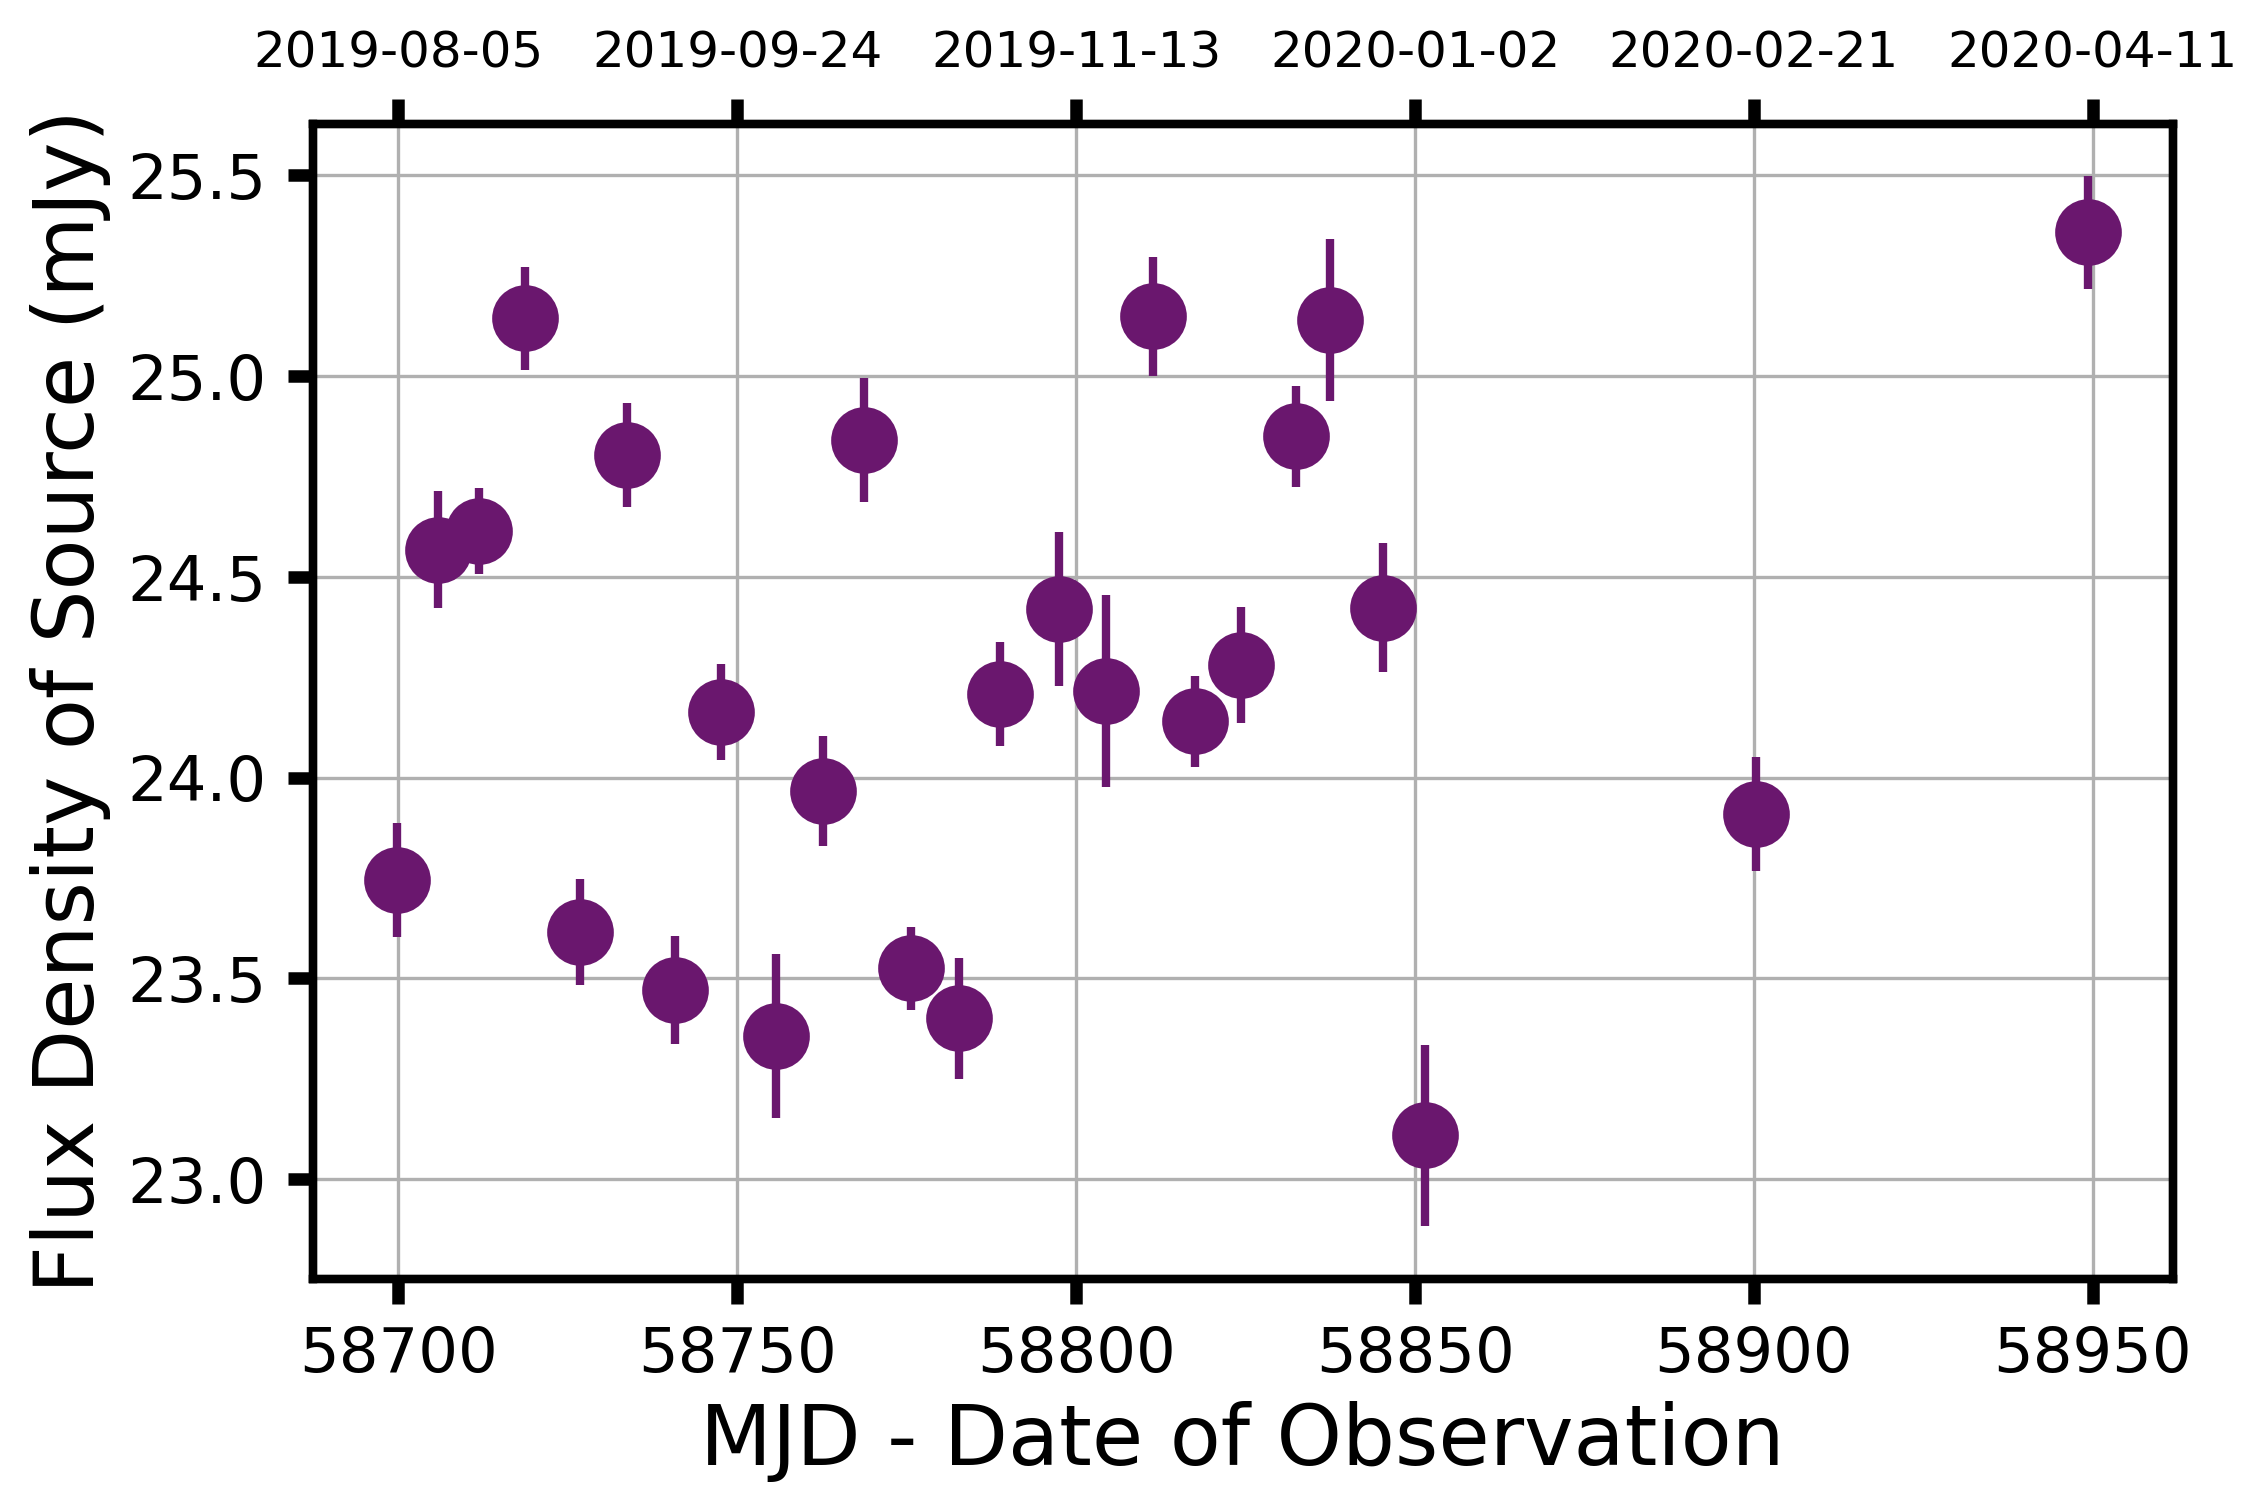 2019-08-05 2019-09-24 2019-11-13 2020-01-02 2020-02-21 2020-04-11
Flux Density of Source (mJy)
25.5
25.0
24.5
24.0
23.5
23.0
58700 58750 58800 58850 58900 58950
MJD - Date of Observation